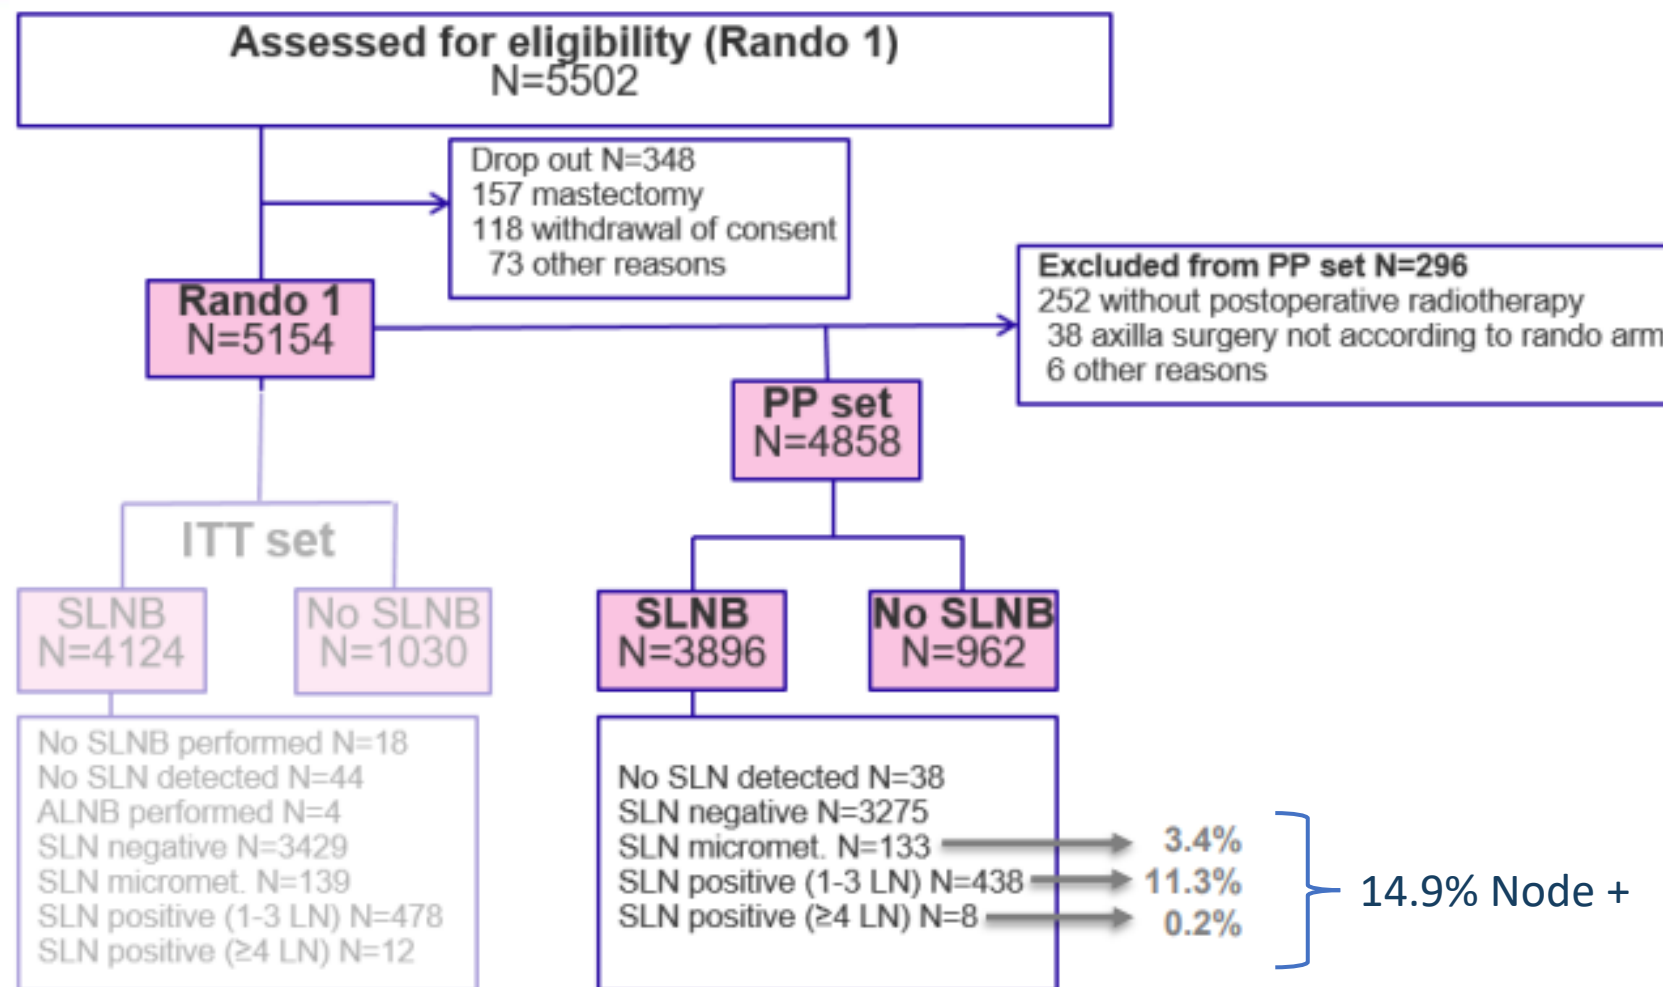 Assessed for eligibility (Rando 1)
N=5502
Drop out N=348
157 mastectomy
118 withdrawal of consent
73 other reasons
Rando 1
N=5154
Excluded from PP set N=296
252 without postoperative radiotherapy
38 axilla surgery not according to rando arm
6 other reasons
PP set
N=4858
ITT set
SLNB
N=4124
No SLNB
N=1030
SLNB
N=3896
No SLNB
N=962
No SLNB performed N=18
No SLN detected N=44
ALNB performed N=4
SLN negative N=3429
SLN micromet. N=139
SLN positive (1-3 LN) N=478
SLN positive (≥4 LN) N=12
No SLN detected N=38
SLN negative N=3275
SLN micromet. N=133
SLN positive (1-3 LN) N=438
SLN positive (≥4 LN) N=8
3.4%
11.3%
0.2%
14.9% Node +